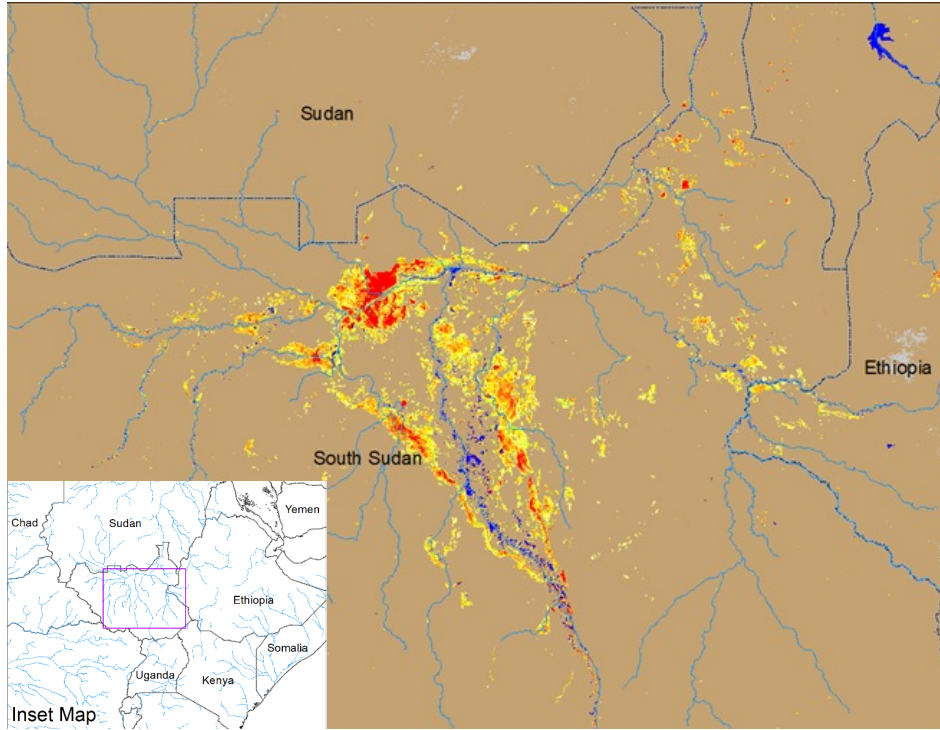 Sudan
Ethiopia
South Sudan
Chad
Sudan
Yemen
Ethiopia
Somalia
Uganda
Kenya
Inset Map